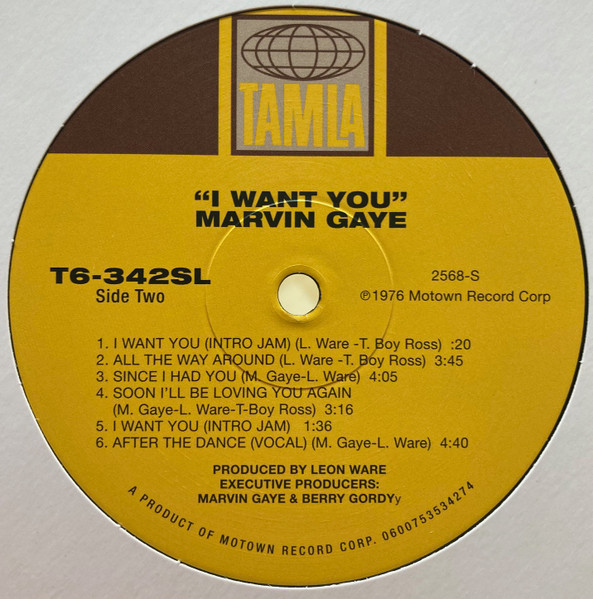 TAMLA
“I WANT YOU”
MARVIN GAYE
T6-342SL
Side Two
2568-S
℗1976 Motown Record Corp
1. I WANT YOU (INTRO JAM) (L. Ware -T. Boy Ross) :20
2. ALL THE WAY AROUND (L. Ware -T. Boy Ross) 3:45
3. SINCE I HAD YOU (M. Gaye-L. Ware) 4:05
4. SOON I’LL BE LOVING YOU AGAIN
(M. Gaye-L. Ware-T-Boy Ross) 3:16
5. I WANT YOU (INTRO JAM) 1:36
6. AFTER THE DANCE (VOCAL) (M. Gaye-L. Ware) 4:40
PRODUCED BY LEON WARE
EXECUTIVE PRODUCERS:
MARVIN GAYE & BERRY GORDYy
A PRODUCT OF MOTOWN RECORD CORP. 0600753534274